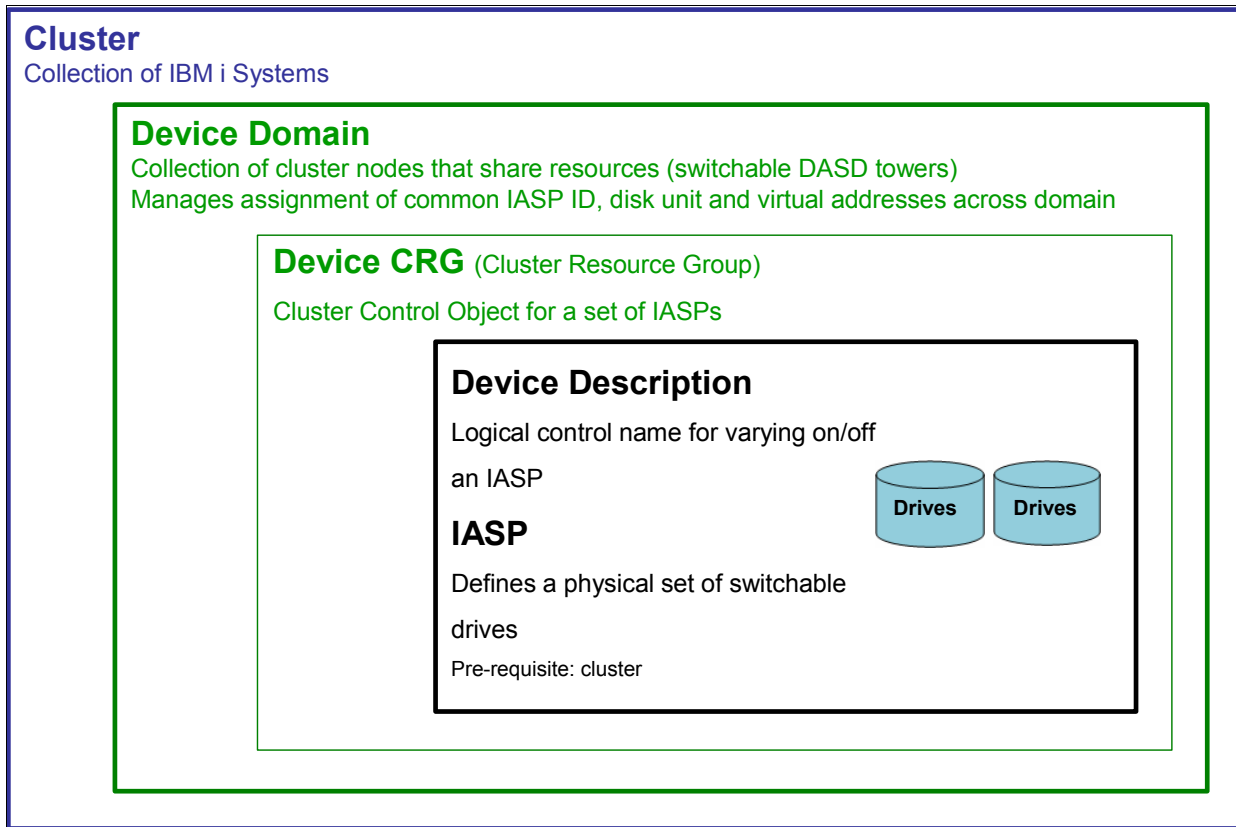 Cluster
Collection of IBM i Systems
Device Domain
Collection of cluster nodes that share resources (switchable DASD towers)
Manages assignment of common IASP ID, disk unit and virtual addresses across domain
Device CRG (Cluster Resource Group)
Cluster Control Object for a set of IASPs
Device Description
Logical control name for varying on/off
an IASP
Drives Drives
IASP
Defines a physical set of switchable
drives
Pre-requisite: cluster